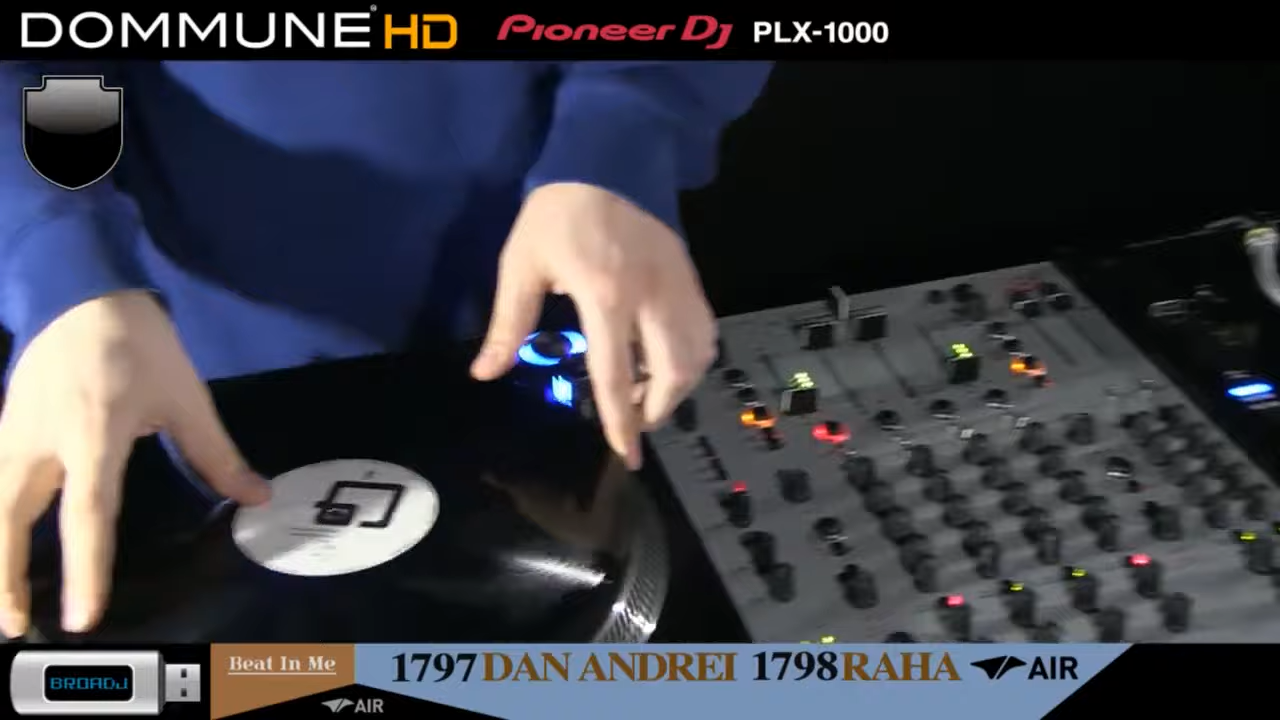 DOMMUNE HD Pioneer Dj PLX-1000
BROADJ
Beat In Me
AIR
1797 DAN ANDREI 1798 RAHA AIR